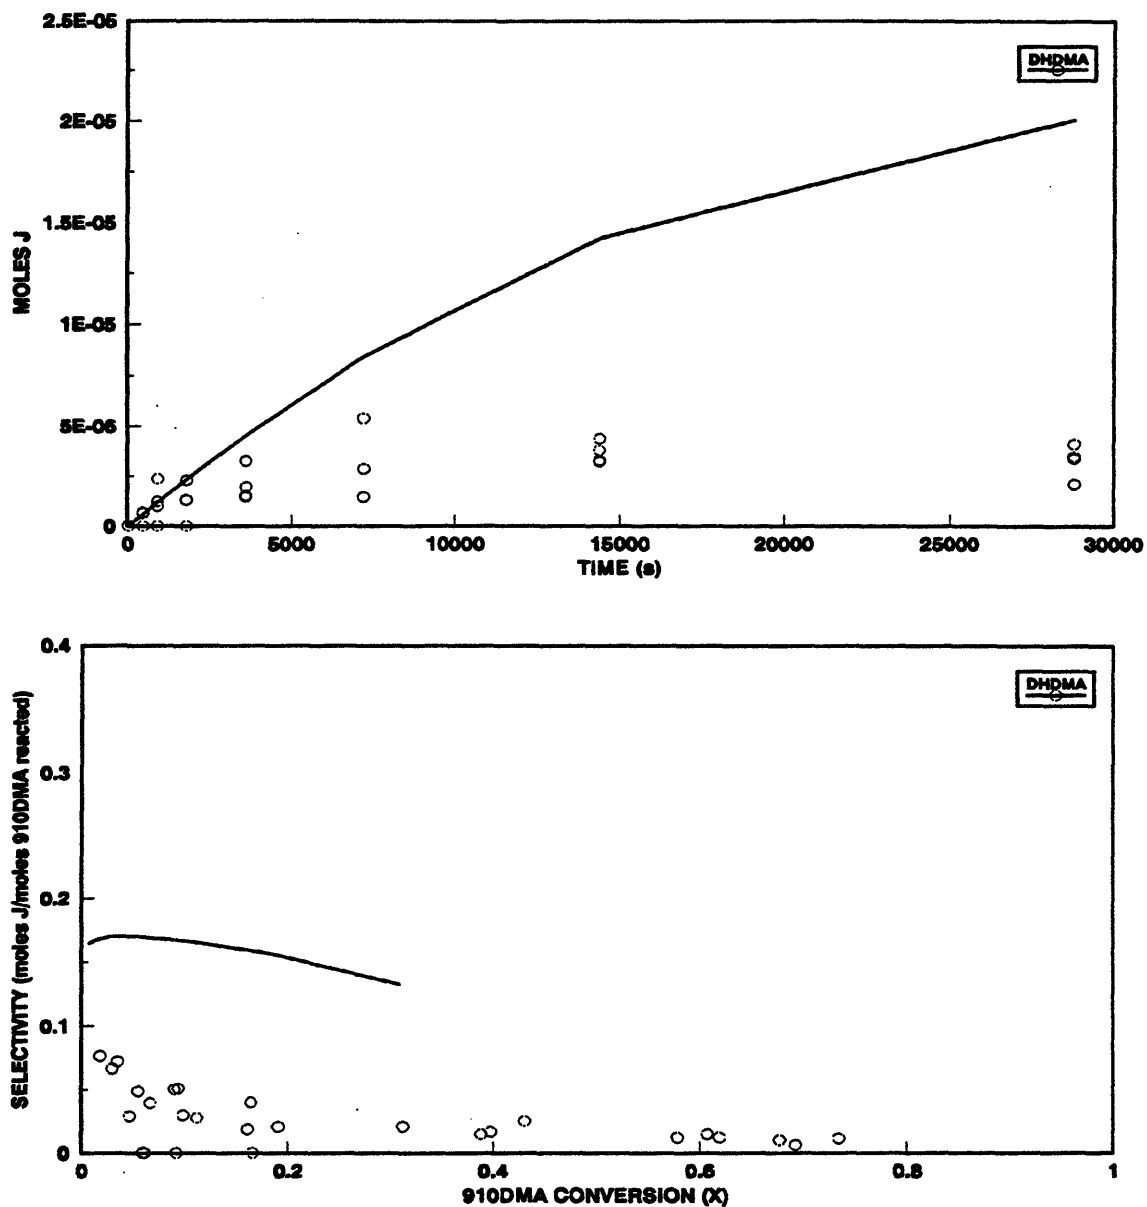 2.5E-05
DHDMA
2E-05
1.5E-05
MOLES J
1E-05
5E-06
0
0 5000 10000 15000 20000 25000 30000
TIME (s)
0.4
DHDMA
0.3
SELECTIVITY (moles J/moles 910DMA reacted)
0.2
0.1
0
0 0.2 0.4 0.6 0.8 1
910DMA CONVERSION (X)